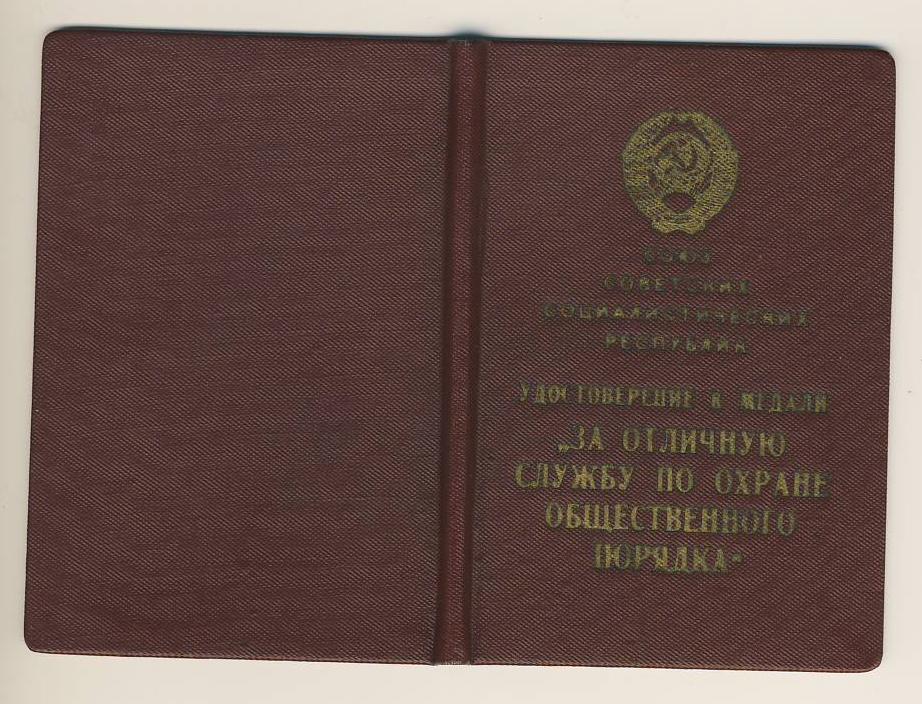 СОЮЗ
СОВЕТСКИХ
СОЦИАЛИСТИЧЕСКИХ
РЕСПУБЛИК
УДОСТОВЕРЕНИЕ К МЕДАЛИ
„ЗА ОТЛИЧНУЮ
СЛУЖБУ ПО ОХРАНЕ
ОБЩЕСТВЕННОГО
ПОРЯДКА“